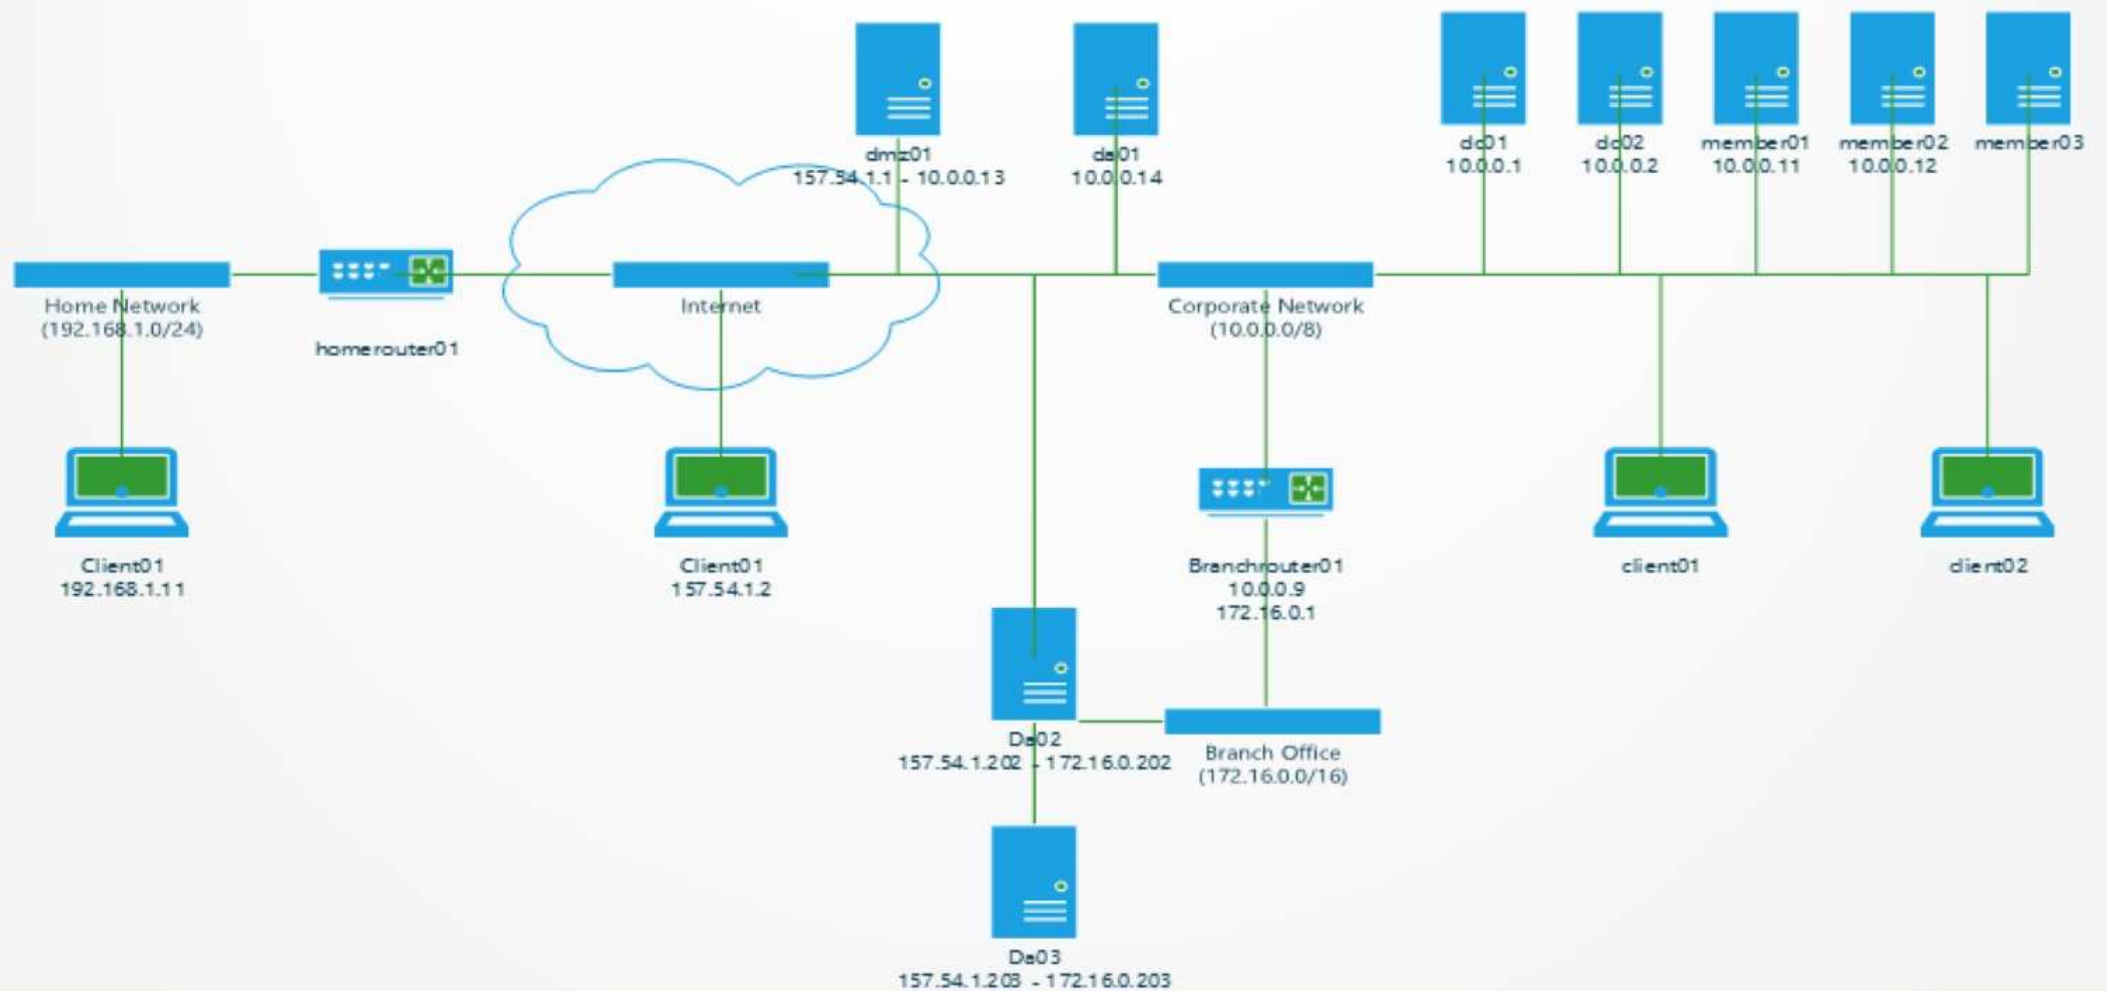 dmz01
157.54.1.1 - 10.0.0.13
da01
10.0.0.14
dc01
10.0.0.1
dc02
10.0.0.2
member01
10.0.0.11
member02
10.0.0.12
member03
Home Network
(192.168.1.0/24)
homerouter01
Internet
Corporate Network
(10.0.0.0/8)
Client01
192.168.1.11
Client01
157.54.1.2
Branchrouter01
10.0.0.9
172.16.0.1
client01
client02
Da02
157.54.1.202 - 172.16.0.202
Branch Office
(172.16.0.0/16)
Da03
157.54.1.203 - 172.16.0.203